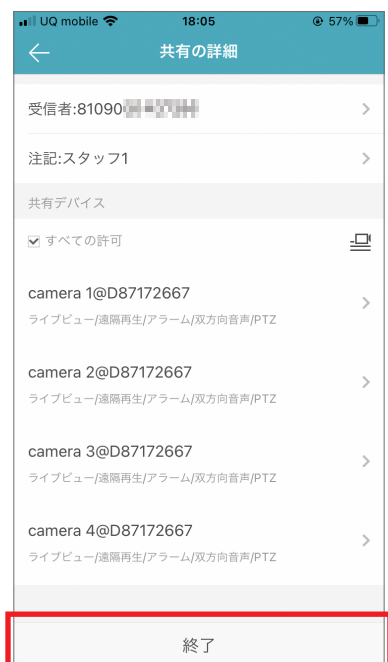 UQ mobile 18:05 57%
共有の詳細
受信者:81090
注記:スタッフ1
共有デバイス
すべての許可
camera 1@D87172667
ライブビュー/遠隔再生/アラーム/双方向音声/PTZ
camera 2@D87172667
ライブビュー/遠隔再生/アラーム/双方向音声/PTZ
camera 3@D87172667
ライブビュー/遠隔再生/アラーム/双方向音声/PTZ
camera 4@D87172667
ライブビュー/遠隔再生/アラーム/双方向音声/PTZ
終了